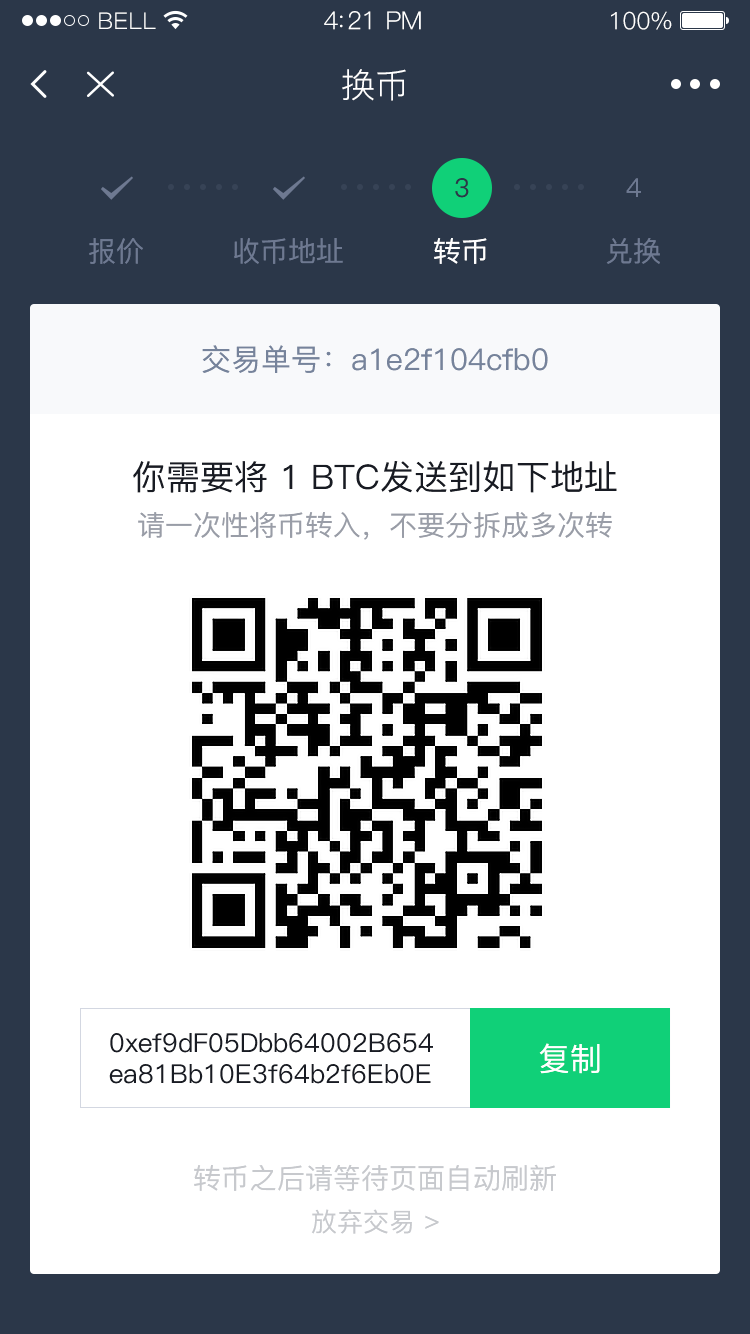 BELL 4:21 PM 100%
换币
3 4
报价 收币地址 转币 兑换
交易单号：a1e2f104cfb0
你需要将 1 BTC发送到如下地址
请一次性将币转入，不要分拆成多次转
0xef9dF05Dbb64002B654
ea81Bb10E3f64b2f6Eb0E
复制
转币之后请等待页面自动刷新
放弃交易 >